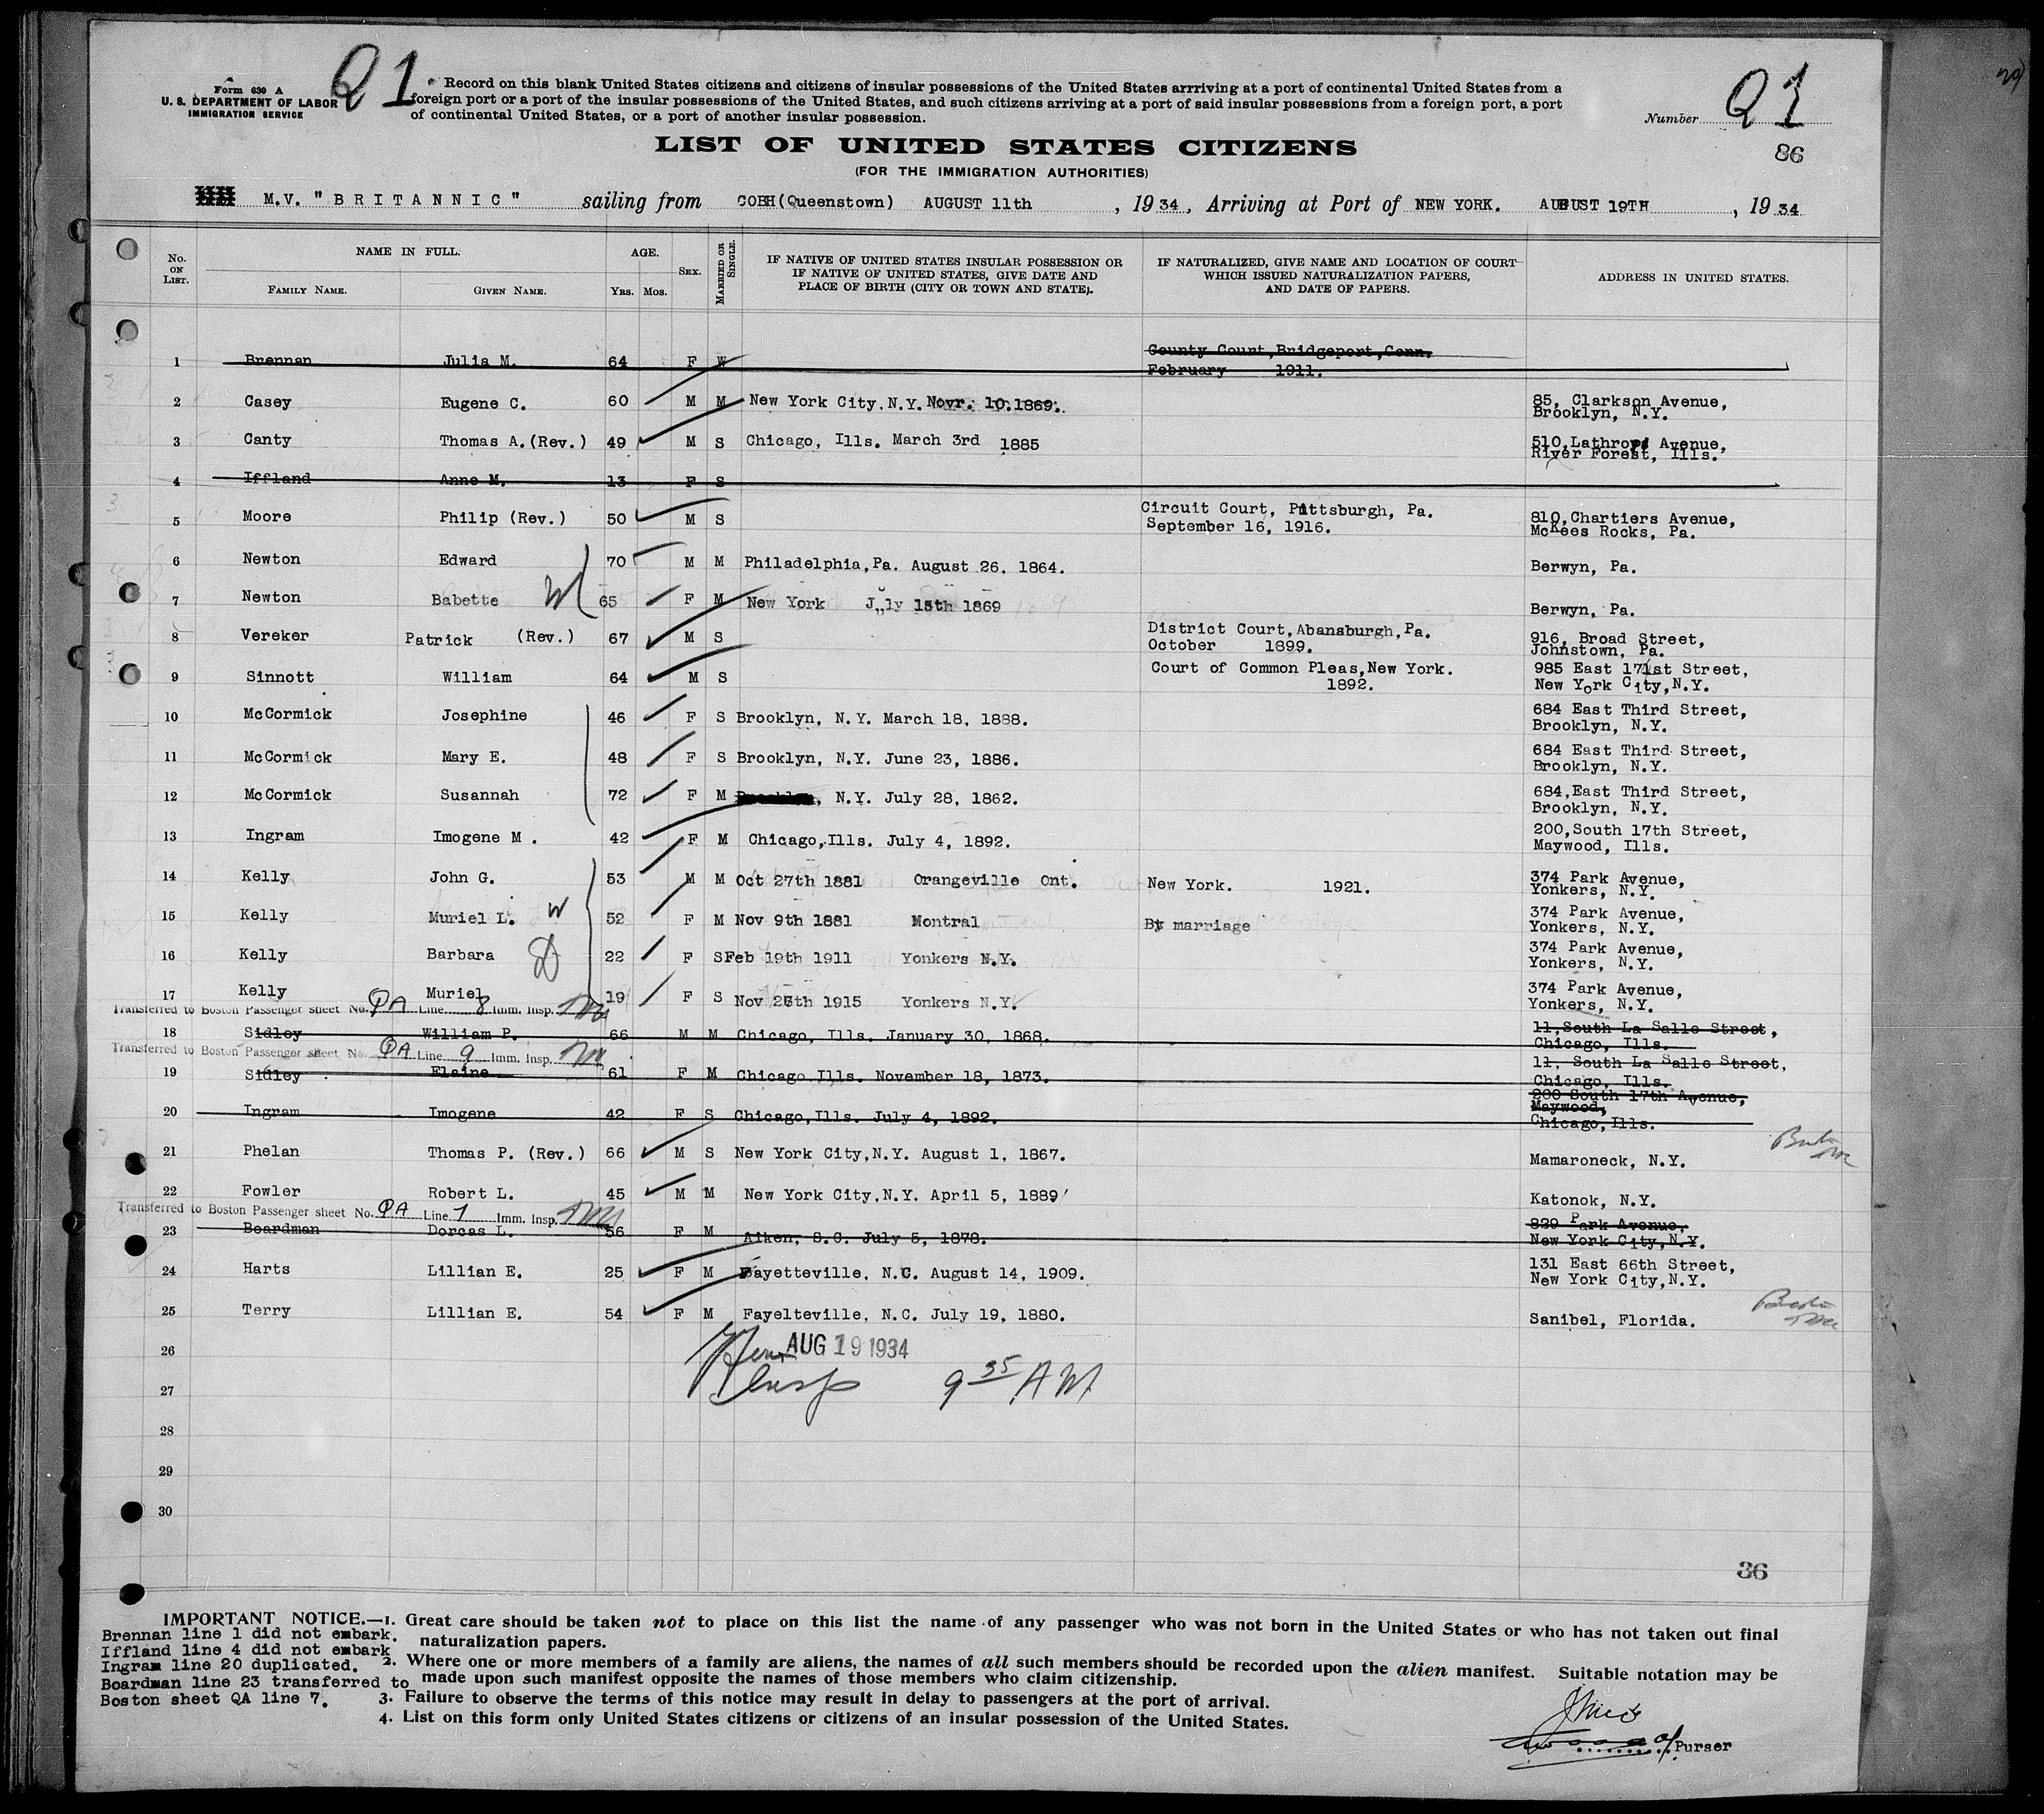 Q1
Form 630 A
U. S. DEPARTMENT OF LABOR
IMMIGRATION SERVICE
Record on this blank United States citizens and citizens of insular possessions of the United States arrriving at a port of continental United States from a
foreign port or a port of the insular possessions of the United States, and such citizens arriving at a port of said insular possessions from a foreign port, a port
of continental United States, or a port of another insular possession.
Number Q1
86
LIST OF UNITED STATES CITIZENS
(FOR THE IMMIGRATION AUTHORITIES)
M.V. "BRITANNIC" sailing from COBH(Queenstown) AUGUST 11th , 1934, Arriving at Port of NEW YORK. AUGUST 19TH , 1934
No. ON LIST. NAME IN FULL. FAMILY NAME. GIVEN NAME. AGE. Yrs. Mos. SEX. MARRIED OR SINGLE. IF NATIVE OF UNITED STATES INSULAR POSSESSION OR IF NATIVE OF UNITED STATES, GIVE DATE AND PLACE OF BIRTH (CITY OR TOWN AND STATE). IF NATURALIZED, GIVE NAME AND LOCATION OF COURT WHICH ISSUED NATURALIZATION PAPERS, AND DATE OF PAPERS. ADDRESS IN UNITED STATES.
1 Brennan Julia M. 64 F W County Court, Bridgeport, Conn.
February 1911.
2 Casey Eugene C. 60 M M New York City, N.Y. Novr. 10.1869. 85, Clarkson Avenue,
Brooklyn, N.Y.
3 Canty Thomas A.(Rev.) 49 M S Chicago, Ills. March 3rd 1885 510, Lathrop Avenue,
River Forest, Ills.
4 Iffland Anne M. 13 F S
5 Moore Philip (Rev.) 50 M S Circuit Court, Pittsburgh, Pa. 810, Chartiers Avenue,
September 16, 1916. McKees Rocks, Pa.
6 Newton Edward 70 M M Philadelphia, Pa. August 26, 1864. Berwyn, Pa.
7 Newton Babette W 65 F M New York July 15th 1869 Berwyn, Pa.
8 Vereker Patrick (Rev.) 67 M S District Court, Abansburgh, Pa. 916, Broad Street,
October 1899. Johnstown, Pa.
9 Sinnott William 64 M S Court of Common Pleas, New York. 985 East 171st Street,
1892. New York City, N.Y.
10 McCormick Josephine 46 F S Brooklyn, N.Y. March 18, 1888. 684 East Third Street,
Brooklyn, N.Y.
11 McCormick Mary E. 48 F S Brooklyn, N.Y. June 23, 1886. 684 East Third Street,
Brooklyn, N.Y.
12 McCormick Susannah 72 F M Brooklyn, N.Y. July 28, 1862. 684, East Third Street,
Brooklyn, N.Y.
13 Ingram Imogene M. 42 F M Chicago, Ills. July 4, 1892. 200, South 17th Street,
Maywood, Ills.
14 Kelly John G. 53 M M Oct 27th 1881 Orangeville Ont. New York. 1921. 374 Park Avenue,
Yonkers, N.Y.
15 Kelly Muriel L. W 52 F M Nov 9th 1881 Montral By marriage 374 Park Avenue,
Yonkers, N.Y.
16 Kelly Barbara D 22 F S Feb 19th 1911 Yonkers N.Y. 374 Park Avenue,
Yonkers, N.Y.
17 Kelly Muriel 19 F S Nov 26th 1915 Yonkers N.Y. 374 Park Avenue,
Yonkers, N.Y.
Transferred to Boston Passenger sheet No. QA Line 8 Imm. Insp.
18 Sidley William P. 66 M M Chicago, Ills. January 30, 1868. 11, South La Salle Street,
Chicago, Ills.
Transferred to Boston Passenger sheet No. QA Line 9 Imm. Insp.
19 Sidley Elaine 61 F M Chicago Ills. November 18, 1873. 11, South La Salle Street,
Chicago, Ills.
20 Ingram Imogene 42 F S Chicago, Ills. July 4, 1892. 200 South 17th Avenue,
Maywood,
Chicago, Ills.
21 Phelan Thomas P. (Rev.) 66 M S New York City, N.Y. August 1, 1867. Mamaroneck, N.Y.
22 Fowler Robert L. 45 M M New York City, N.Y. April 5, 1889 Katonok, N.Y.
Transferred to Boston Passenger sheet No. QA Line 7 Imm. Insp.
23 Boardman Dorcas L. 56 F M Aiken, S.C. July 5, 1878. 829 Park Avenue,
New York City, N.Y.
24 Harts Lillian E. 25 F M Fayetteville, N.C. August 14, 1909. 131 East 66th Street,
New York City, N.Y.
25 Terry Lillian E. 54 F M Fayelteville, N.C. July 19, 1880. Sanibel, Florida.
26 AUG 19 1934
27 9 35 AM
28
29
30
36
IMPORTANT NOTICE.—1. Great care should be taken not to place on this list the name of any passenger who was not born in the United States or who has not taken out final
naturalization papers.
2. Where one or more members of a family are aliens, the names of all such members should be recorded upon the alien manifest. Suitable notation may be
made upon such manifest opposite the names of those members who claim citizenship.
3. Failure to observe the terms of this notice may result in delay to passengers at the port of arrival.
4. List on this form only United States citizens or citizens of an insular possession of the United States.
Brennan line 1 did not embark.
Iffland line 4 did not embark
Ingram line 20 duplicated.
Boardman line 23 transferred to
Boston sheet QA line 7.
Purser